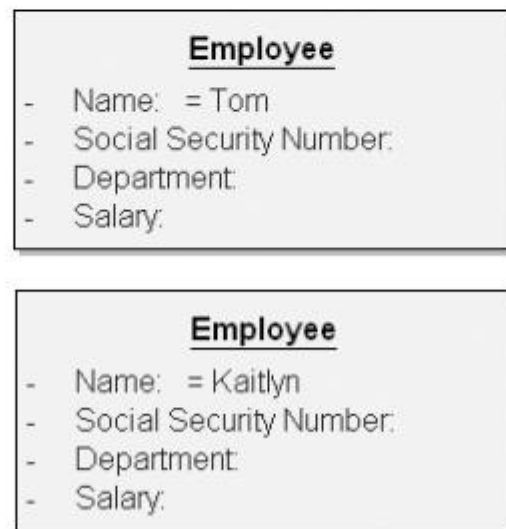 Employee
- Name: = Tom
- Social Security Number:
- Department:
- Salary:
Employee
- Name: = Kaitlyn
- Social Security Number:
- Department:
- Salary: